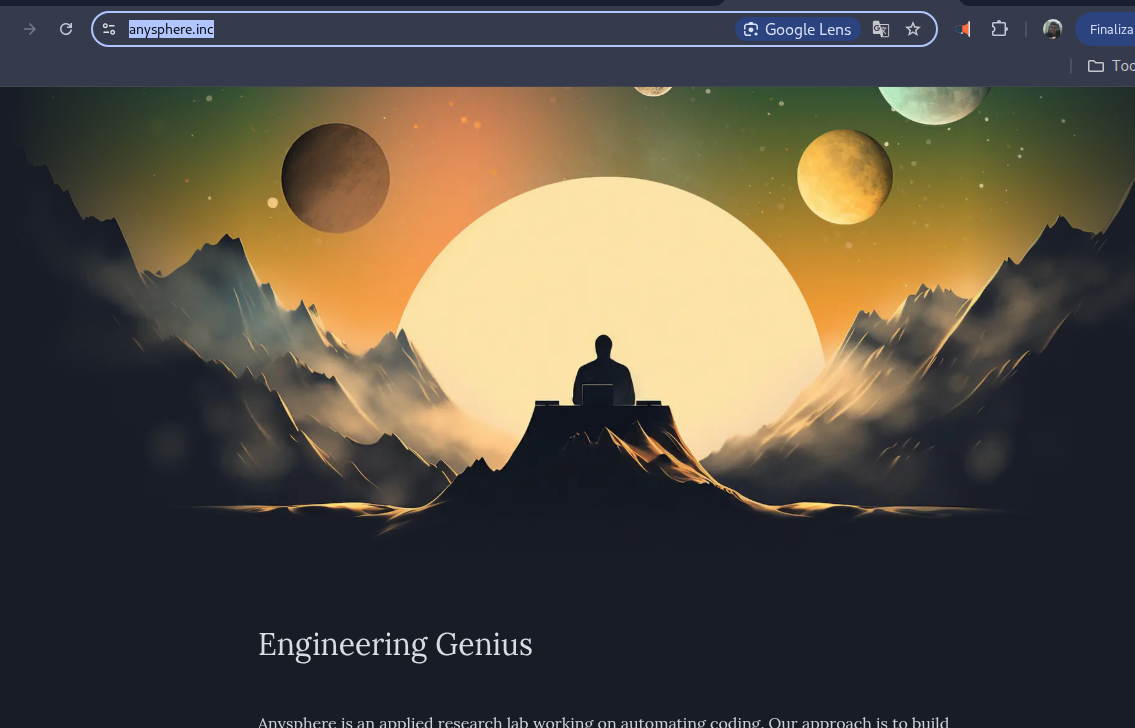 anysphere.inc
Google Lens
Finaliza
Engineering Genius
Anysphere is an applied research lab working on automating coding. Our approach is to build